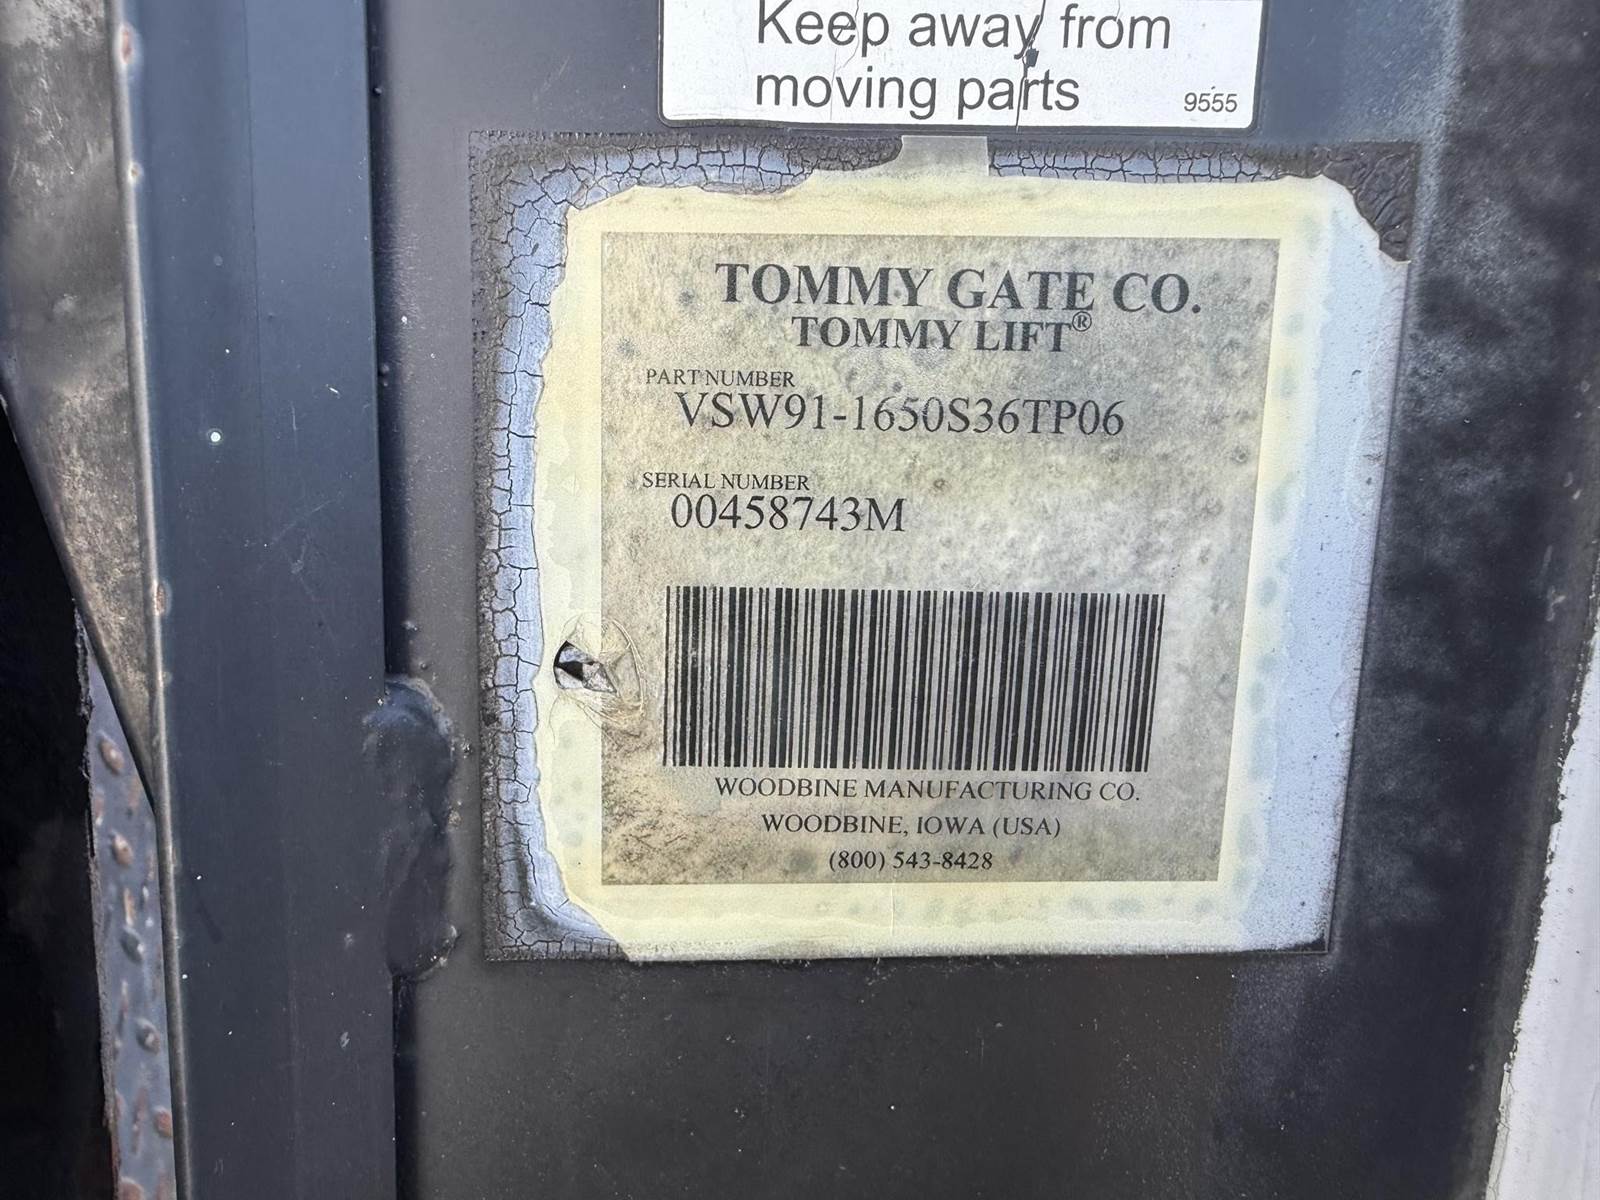 Keep away from
moving parts
9555
TOMMY GATE CO.
TOMMY LIFT®
PART NUMBER
VSW91-1650S36TP06
SERIAL NUMBER
00458743M
WOODBINE MANUFACTURING CO.
WOODBINE, IOWA (USA)
(800) 543-8428